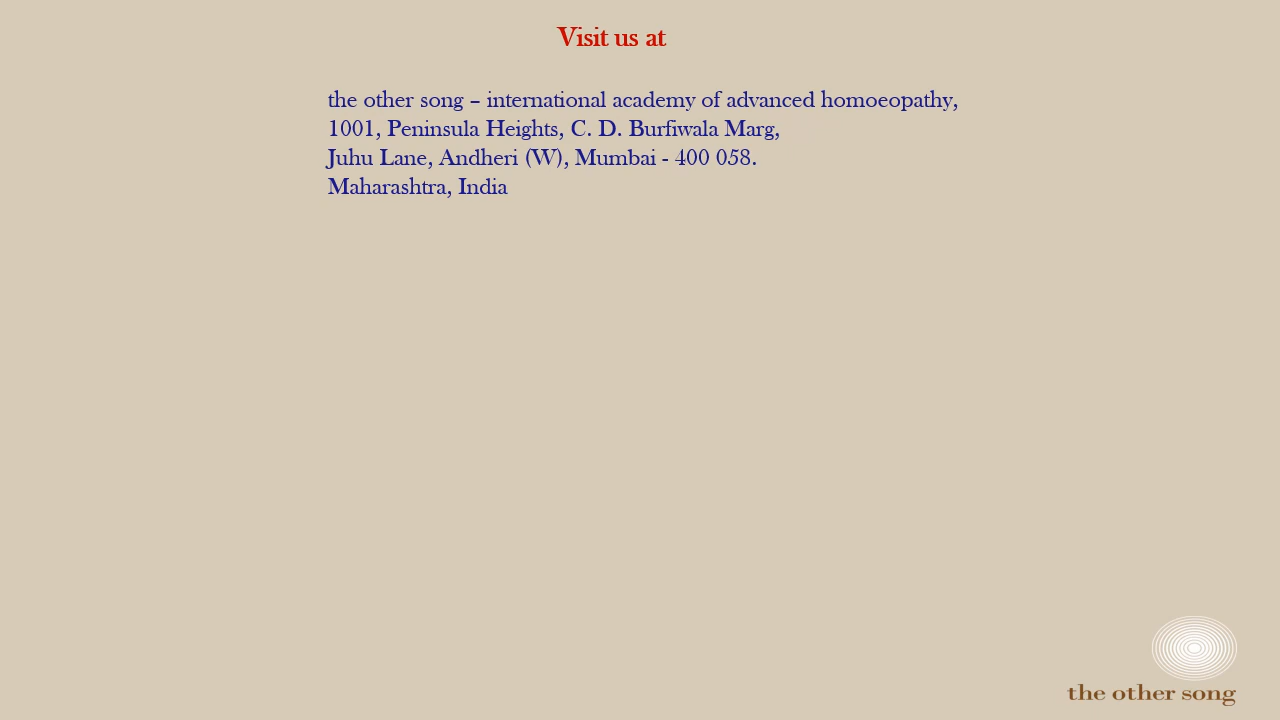 Visit us at
the other song – international academy of advanced homoeopathy,
1001, Peninsula Heights, C. D. Burfiwala Marg,
Juhu Lane, Andheri (W), Mumbai - 400 058.
Maharashtra, India
the other song